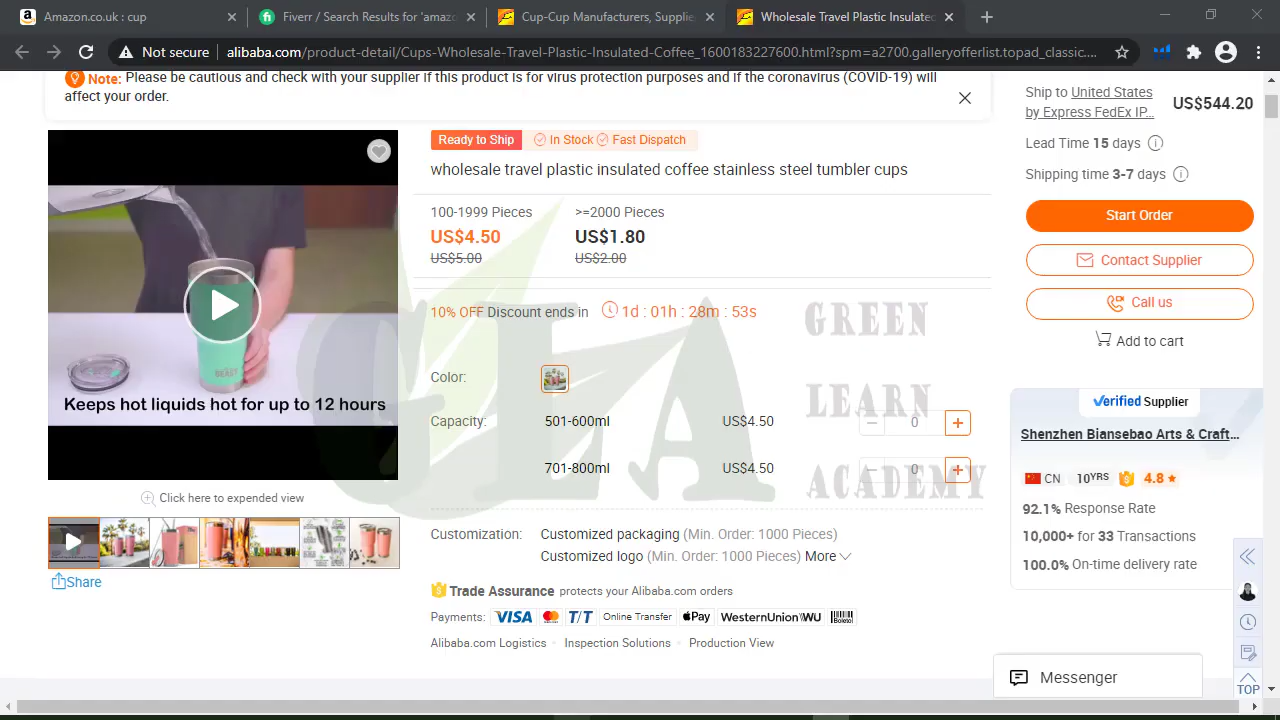 Amazon.co.uk : cup
Fiverr / Search Results for 'amazo
Cup-Cup Manufacturers, Supplie
Wholesale Travel Plastic Insulated
Not secure
alibaba.com/product-detail/Cups-Wholesale-Travel-Plastic-Insulated-Coffee_1600183227600.html?spm=a2700.galleryofferlist.topad_classic....
Note: Please be cautious and check with your supplier if this product is for virus protection purposes and if the coronavirus (COVID-19) will
affect your order.
Ship to United States
by Express FedEx IP...
US$544.20
Lead Time 15 days
Shipping time 3-7 days
Start Order
Contact Supplier
Call us
Add to cart
Ready to Ship
In Stock
Fast Dispatch
wholesale travel plastic insulated coffee stainless steel tumbler cups
100-1999 Pieces
>=2000 Pieces
US$4.50
US$1.80
US$5.00
US$2.00
10% OFF Discount ends in 1d : 01h : 28m : 53s
Color:
Capacity:
501-600ml
US$4.50
0
701-800ml
US$4.50
0
Customization:
Customized packaging (Min. Order: 1000 Pieces)
Customized logo (Min. Order: 1000 Pieces) More
Trade Assurance protects your Alibaba.com orders
Payments: VISA T/T Online Transfer Pay WesternUnion WU Boleto
Alibaba.com Logistics
Inspection Solutions
Production View
Keeps hot liquids hot for up to 12 hours
Click here to expended view
Share
GLA
GREEN
LEARN
ACADEMY
Verified Supplier
Shenzhen Biansebao Arts & Craft...
CN
10YRS
4.8
92.1% Response Rate
10,000+ for 33 Transactions
100.0% On-time delivery rate
TOP
Messenger